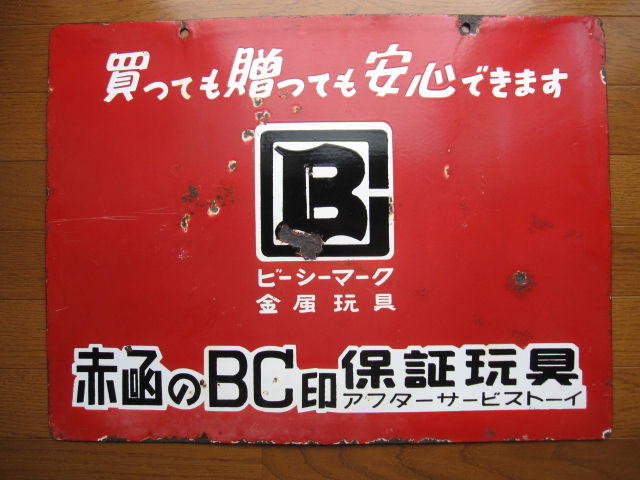 買っても贈っても安心できます
BC
ビーシーマーク
金属玩具
赤函のBC印保証玩具
アフターサービストーイ